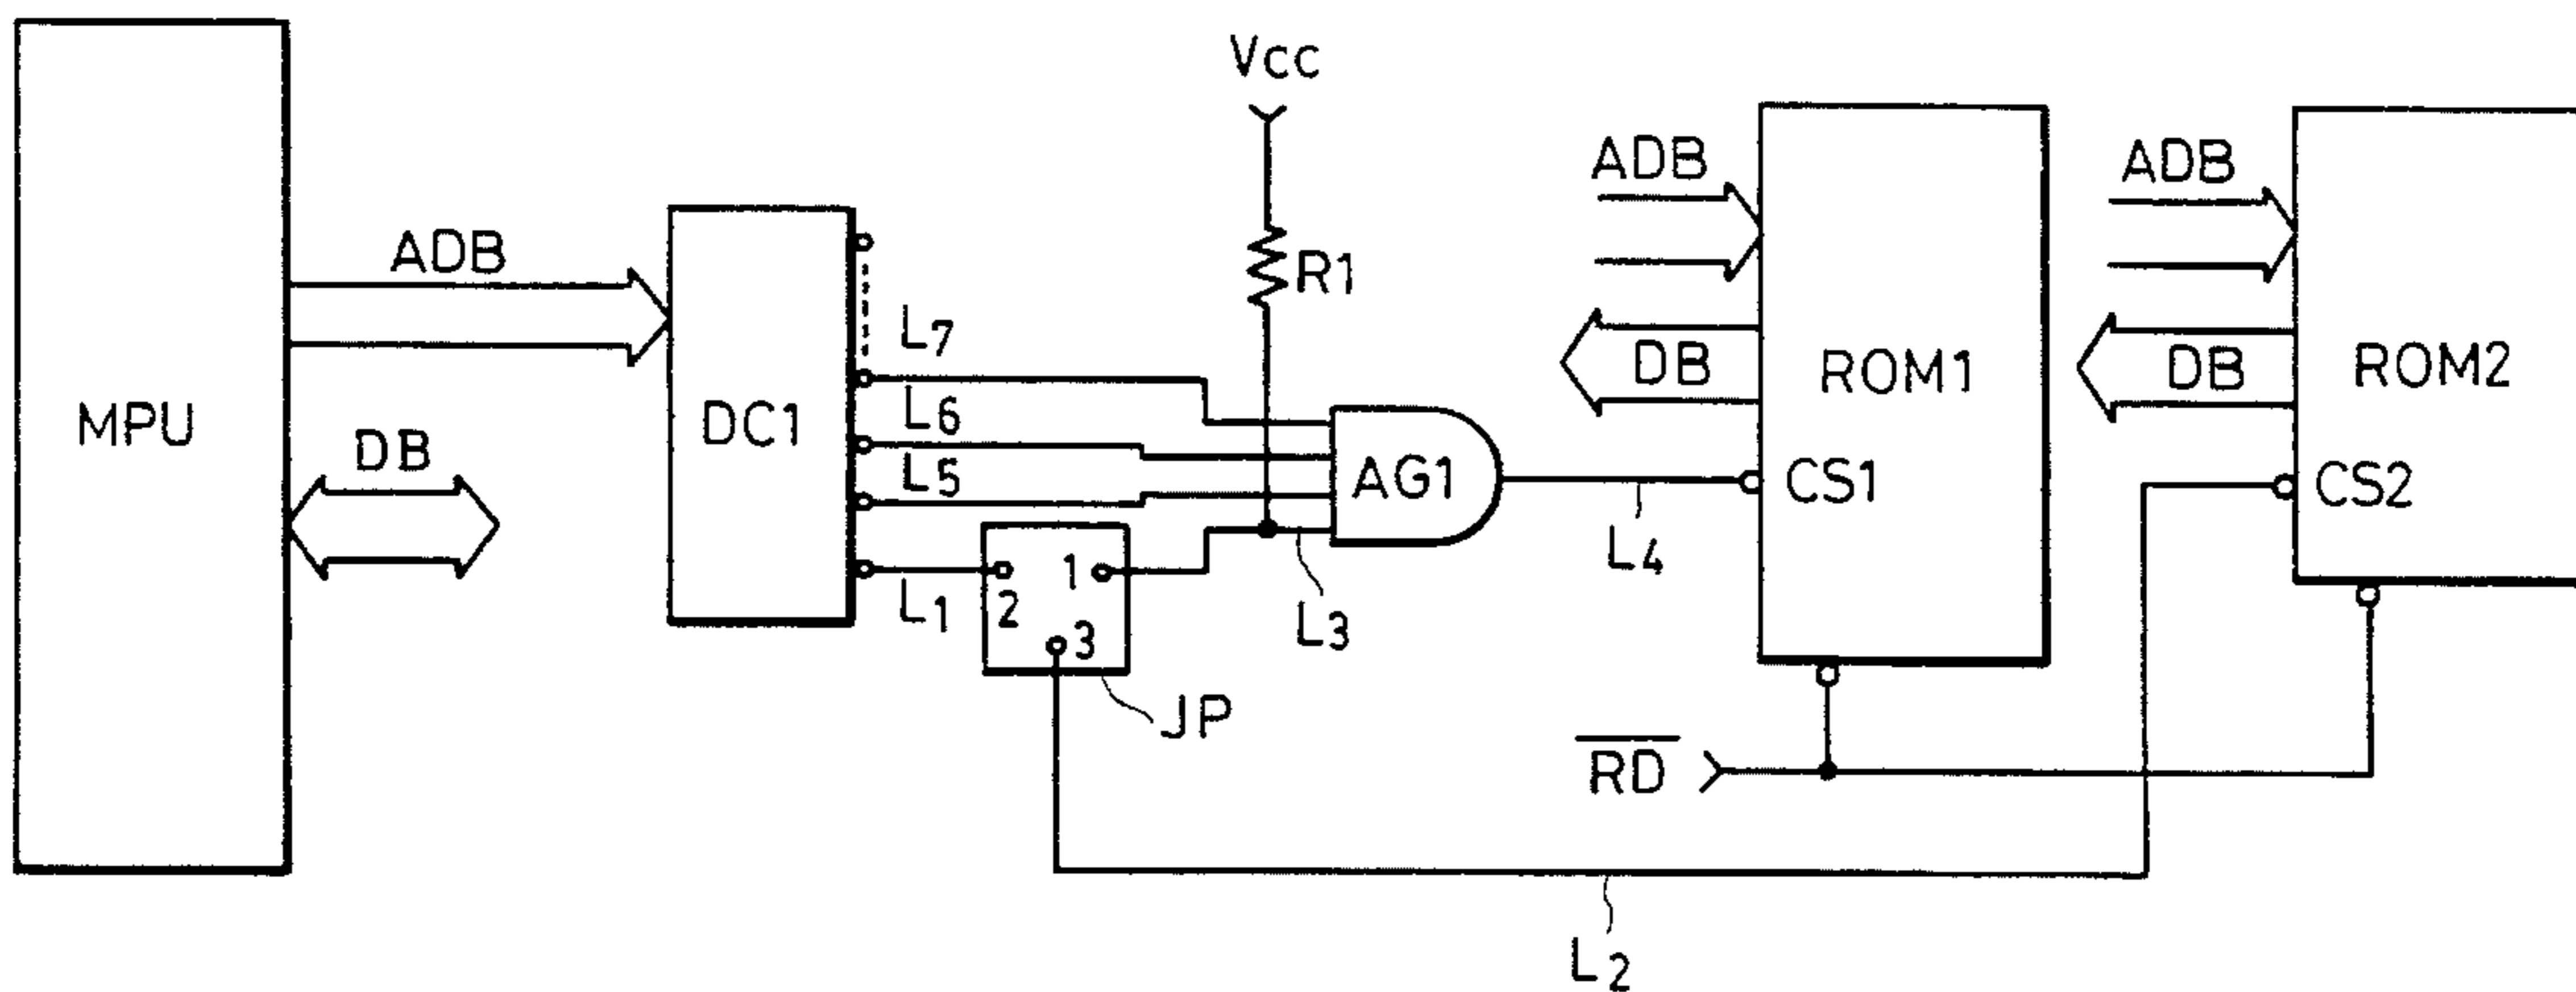 Vcc
ADB
ADB
ADB
R1
L7
DB
ROM1
DB
ROM2
MPU
DC1
L6
DB
L5
AG1
CS1
CS2
L4
1
2
L1
3
L3
JP
RD
L2